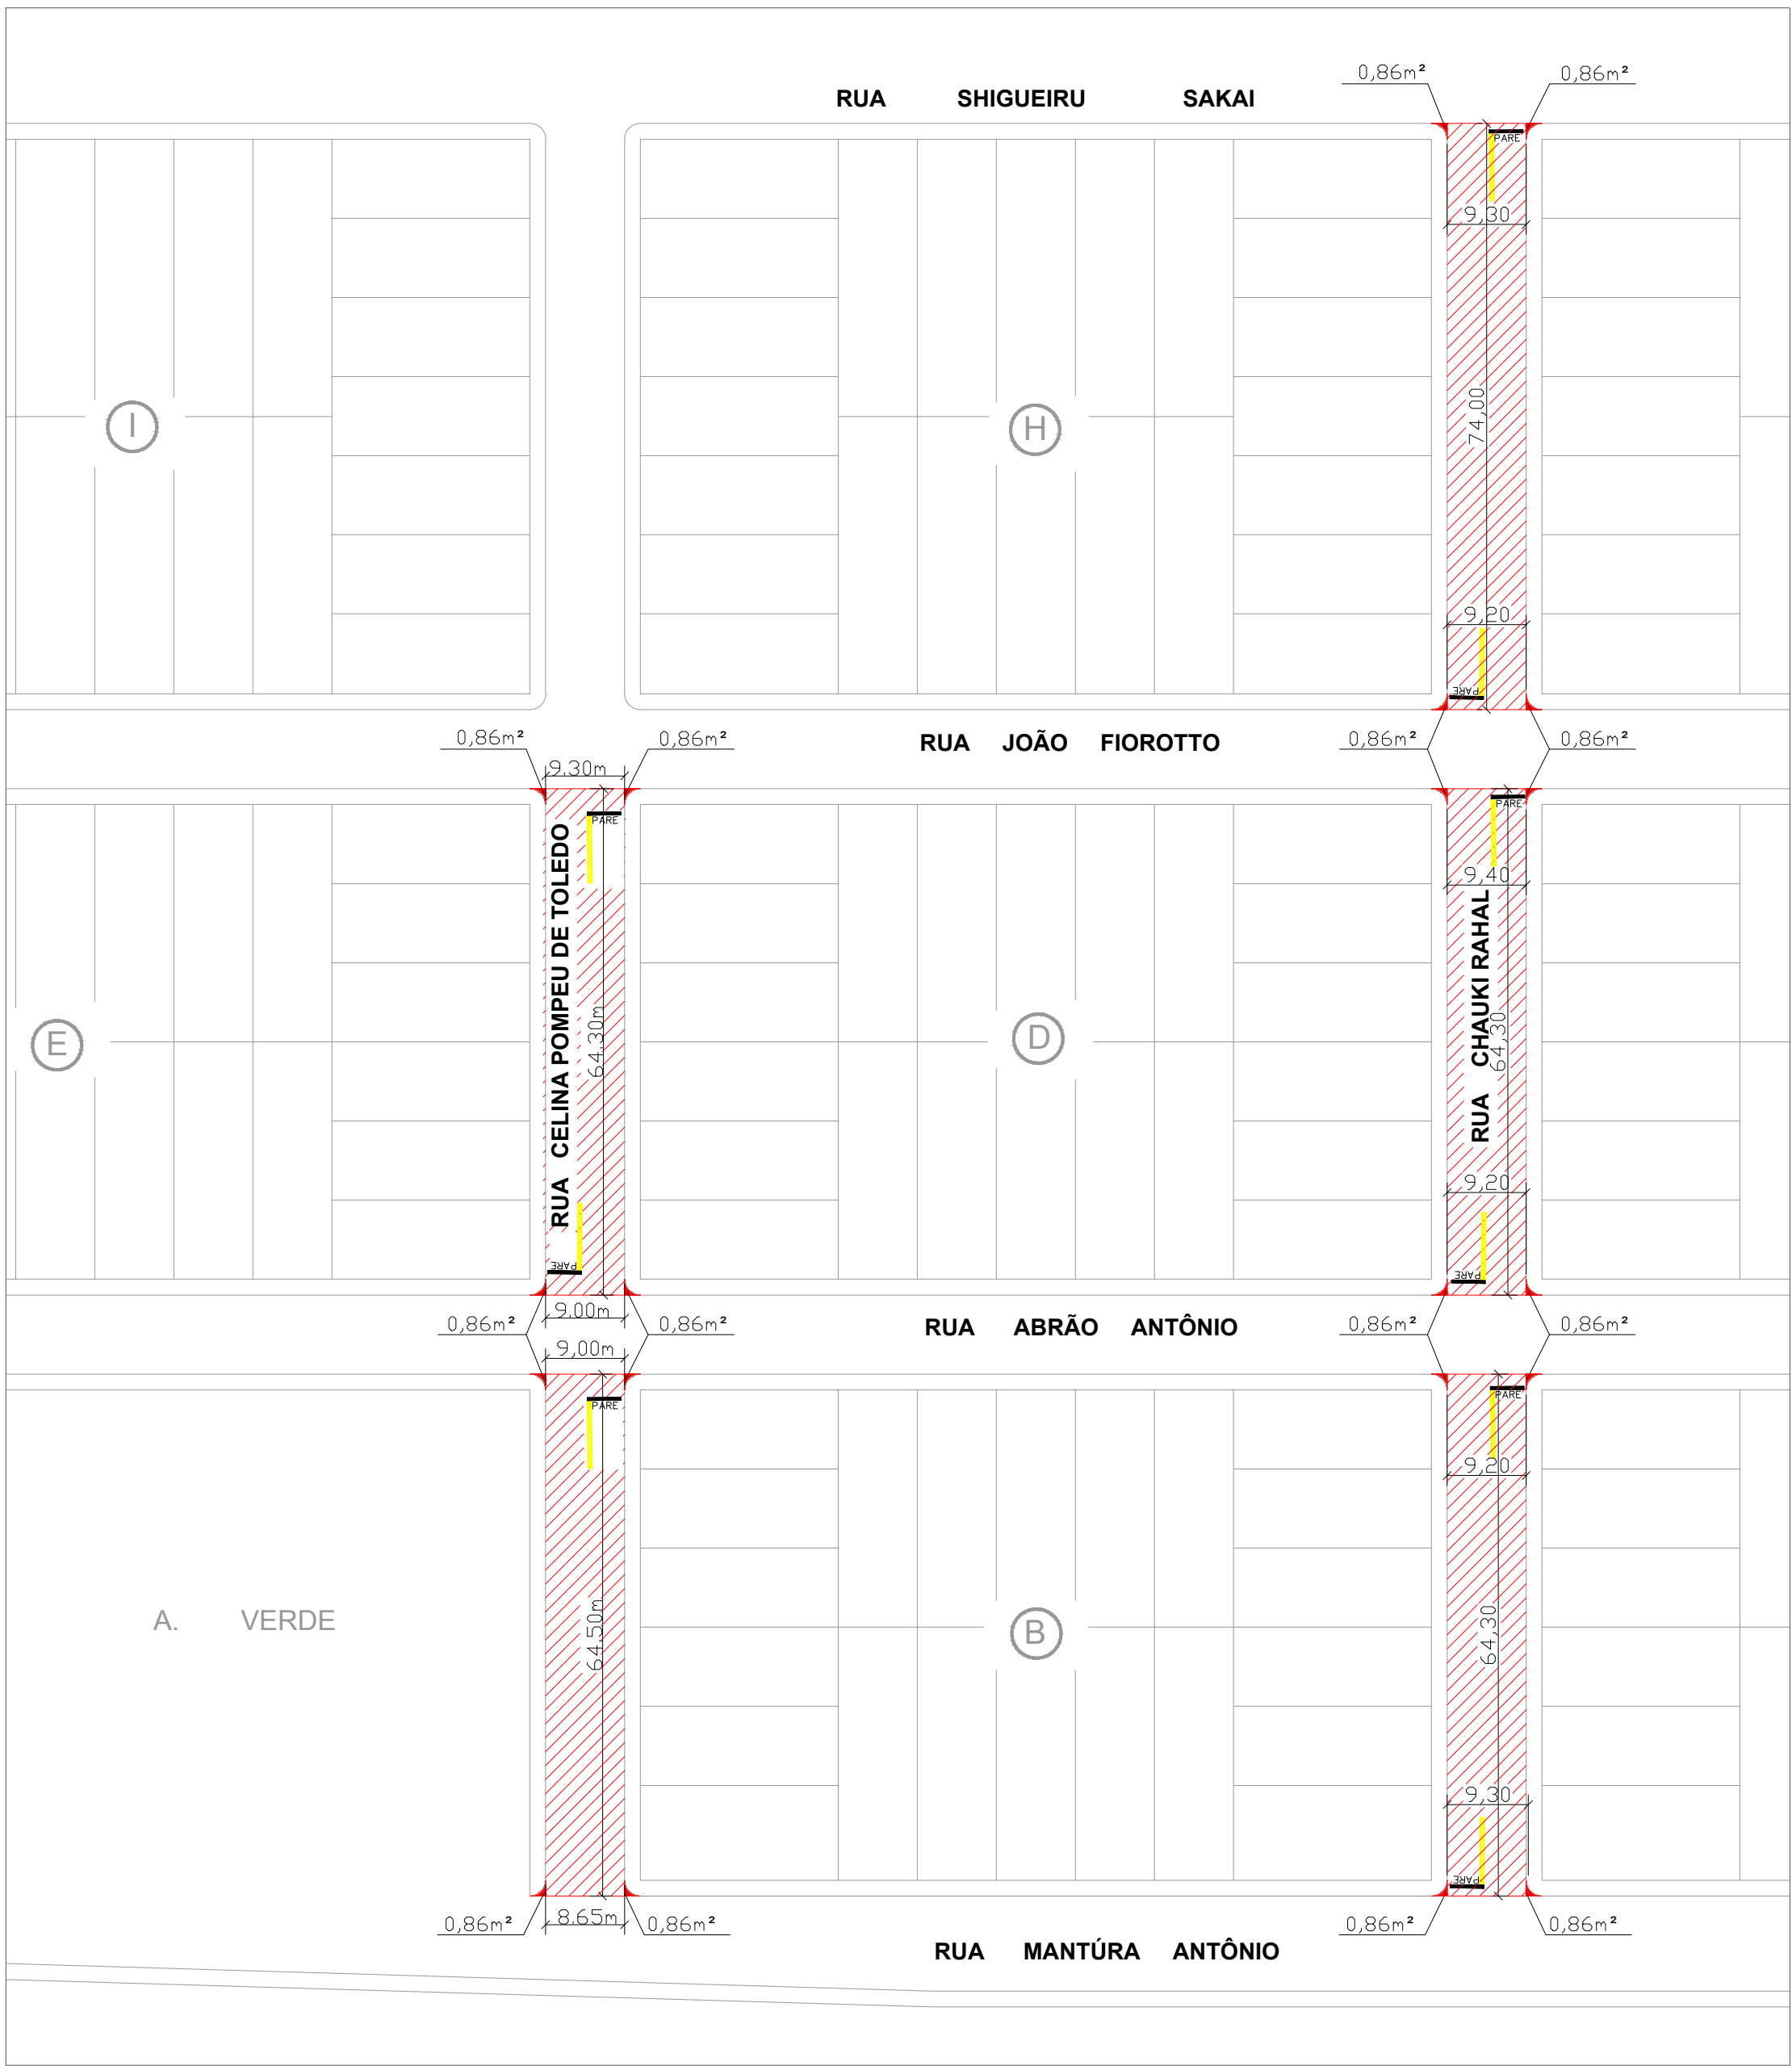 0,86m² 0,86m²
RUA SHIGUEIRU SAKAI
PARE
9,30
I
H
74,00
9,20
PARE
0,86m² 0,86m² RUA JOÃO FIOROTTO 0,86m² 0,86m²
9.30m
PARE
PARE
9,40
RUA CELINA POMPEU DE TOLEDO
64.30m
RUA CHAUKI RAHAL
64,30
E
D
9,20
PARE
PARE
9.00m
0,86m² 0,86m² RUA ABRÃO ANTÔNIO 0,86m² 0,86m²
9,00m
PARE
PARE
9,20
A. VERDE
64.50m
B
64,30
9,30
PARE
0,86m² 8.65m 0,86m² 0,86m² 0,86m²
RUA MANTÚRA ANTÔNIO